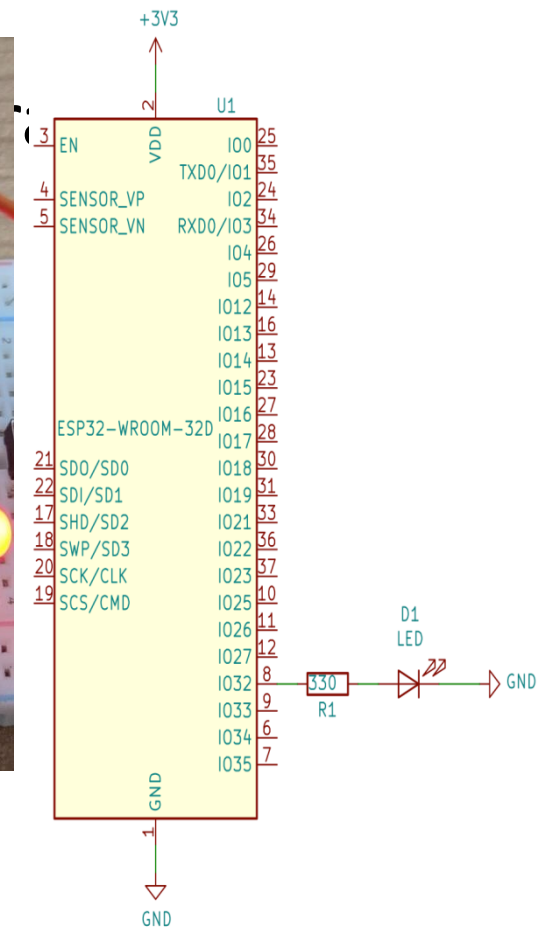 +3V3
2
U1
VDD
3 EN
4 SENSOR_VP
5 SENSOR_VN
IO0 25
TXD0/IO1 35
IO2 24
RXD0/IO3 34
IO4 26
IO5 29
IO12 14
IO13 16
IO14 13
IO15 23
IO16 27
ESP32-WROOM-32D
IO17 28
21 SDO/SD0
IO18 30
22 SDI/SD1
IO19 31
17 SHD/SD2
IO21 33
18 SWP/SD3
IO22 36
20 SCK/CLK
IO23 37
19 SCS/CMD
IO25 10
IO26 11
IO27 12
IO32 8
IO33 9
IO34 6
IO35 7
330
R1
D1
LED
GND
GND
1
GND